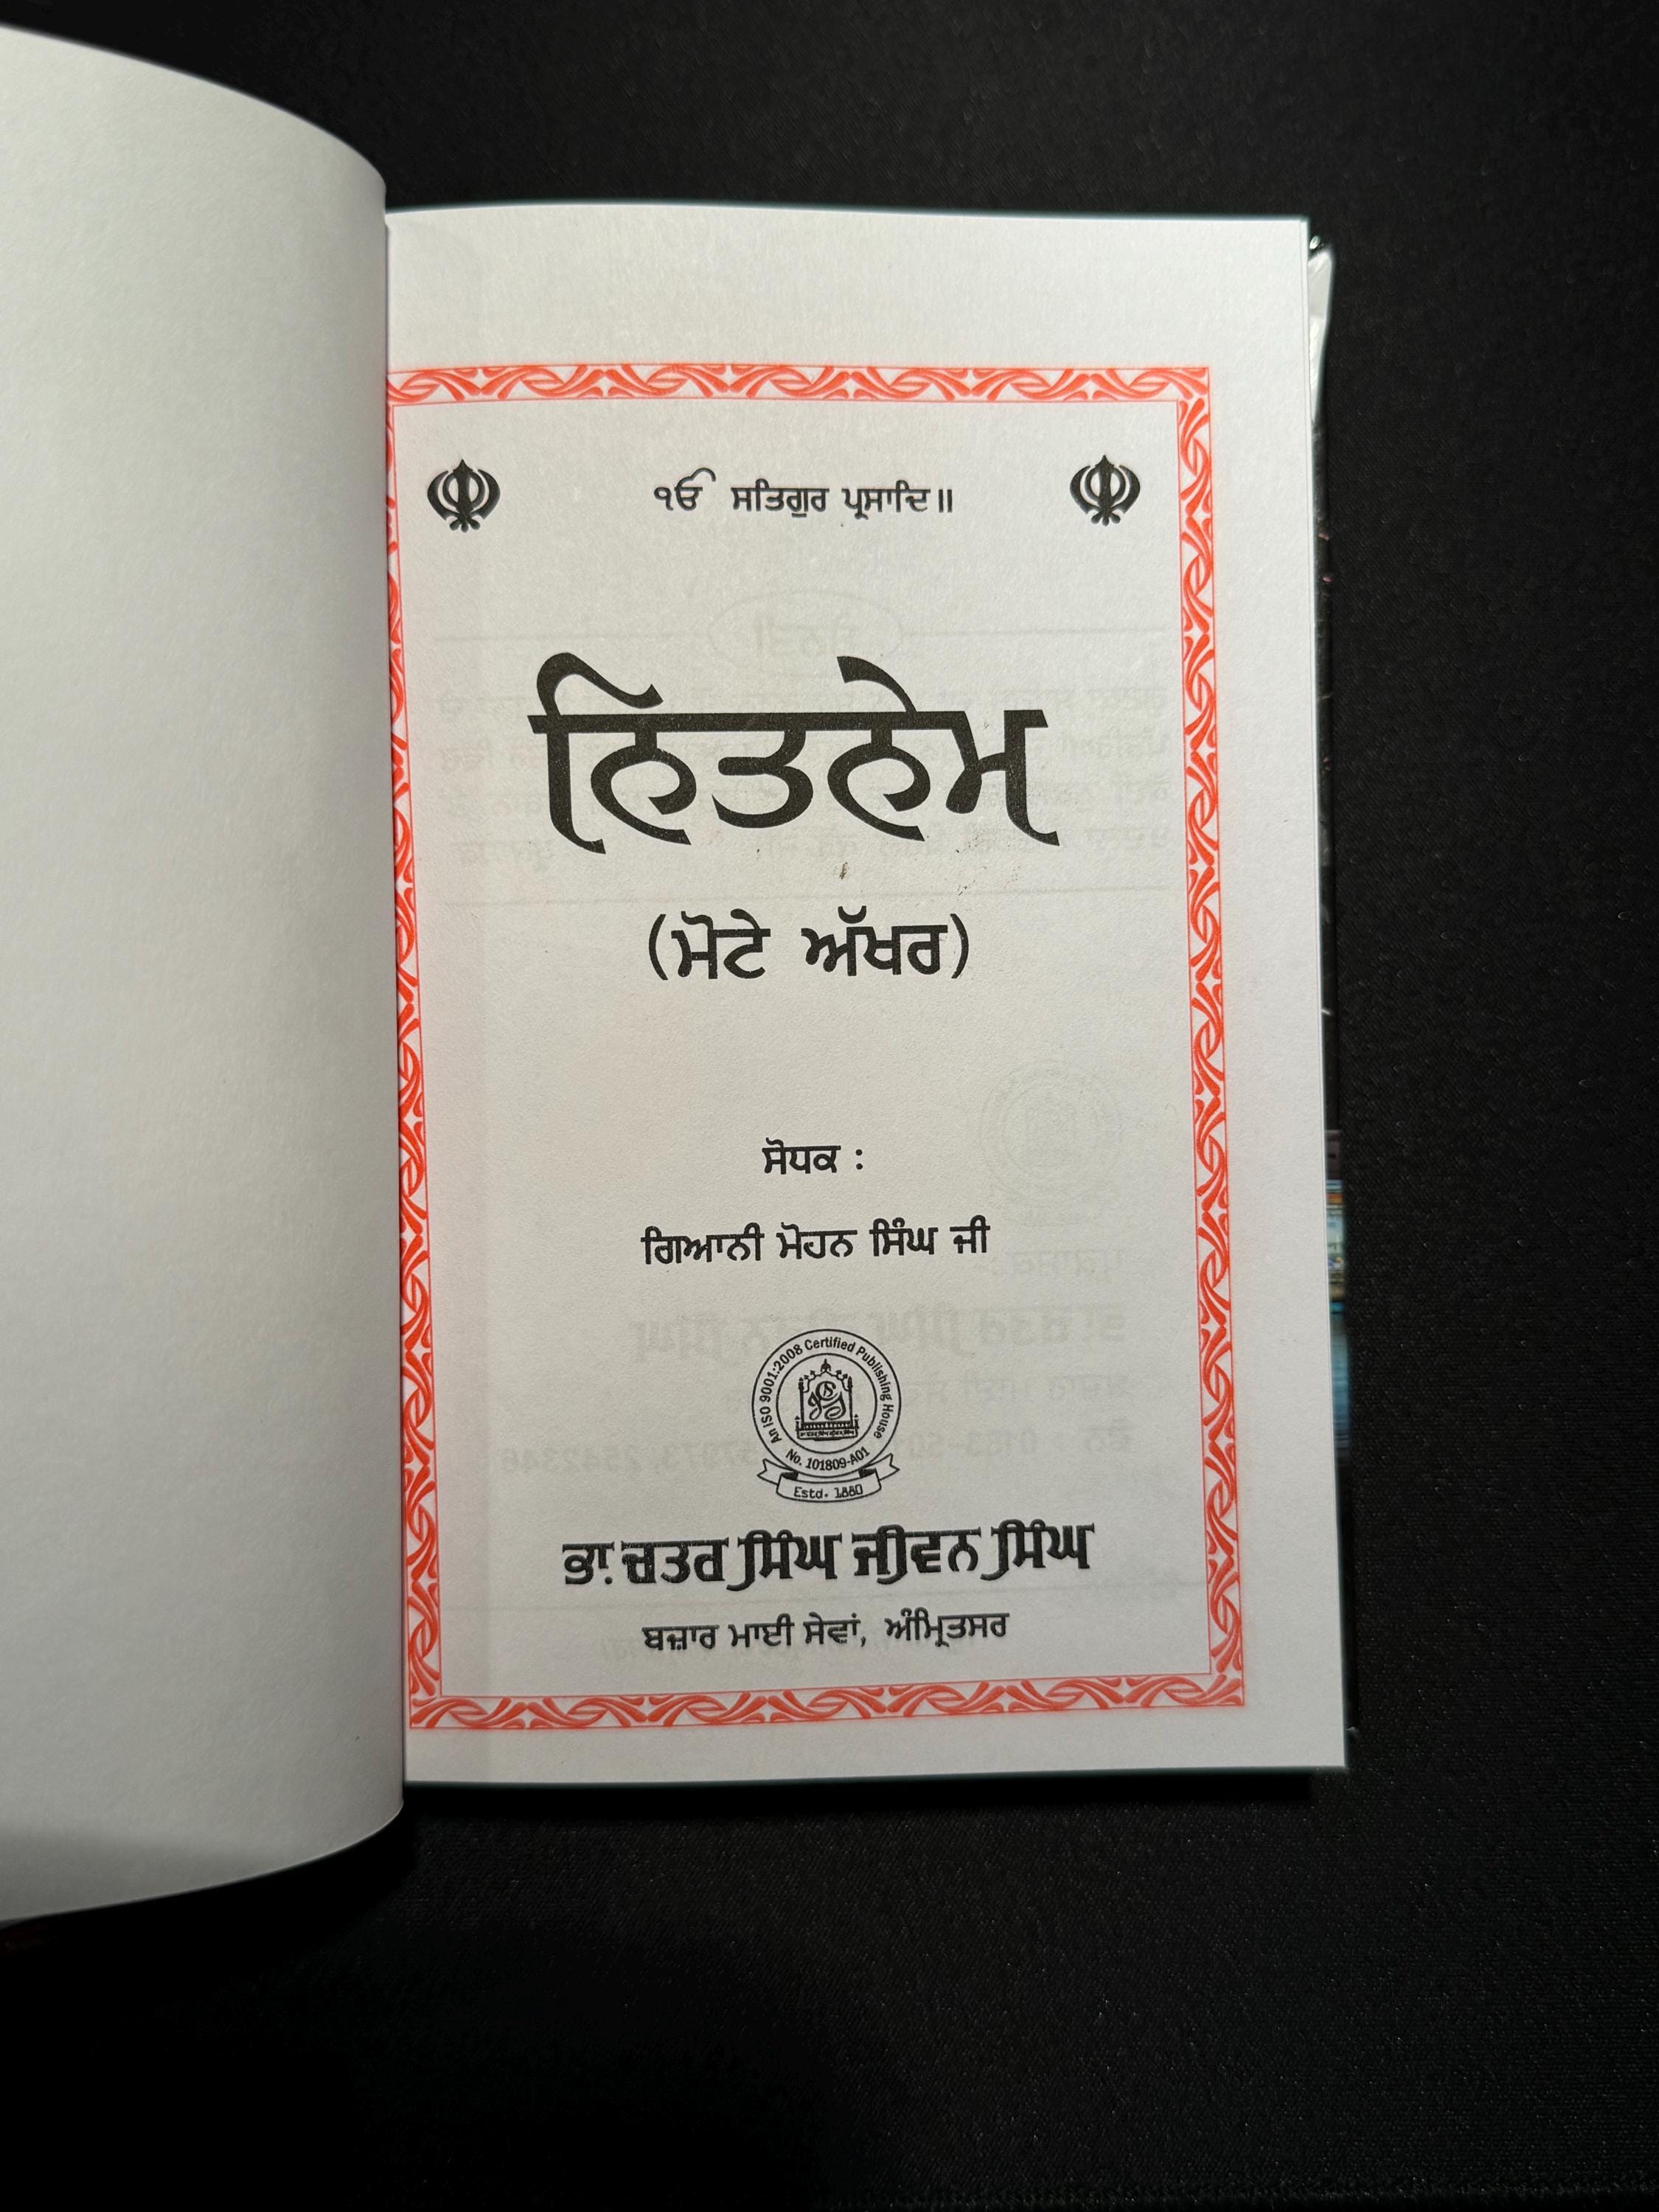 ੴ ਸਤਿਗੁਰ ਪ੍ਰਸਾਦਿ॥
ਨਿੱਤਨੇਮ
(ਮੋਟੇ ਅੱਖਰ)
ਸੋਧਕ :
ਗਿਆਨੀ ਮੋਹਨ ਸਿੰਘ ਜੀ
An ISO 9001:2008 Certified Publishing House
No. 101809-A01
Estd. 1880
ਭਾ. ਚਤਰ ਸਿੰਘ ਜੀਵਨ ਸਿੰਘ
ਬਜ਼ਾਰ ਮਾਈ ਸੇਵਾਂ, ਅੰਮ੍ਰਿਤਸਰ